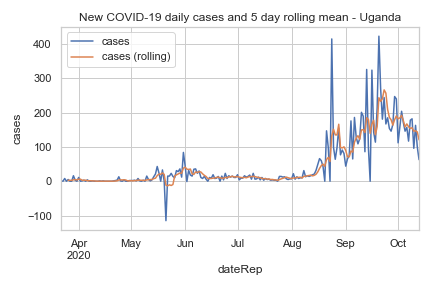 New COVID-19 daily cases and 5 day rolling mean - Uganda
cases
cases (rolling)
400
300
200
100
0
−100
cases
Apr
2020
May
Jun
Jul
Aug
Sep
Oct
dateRep